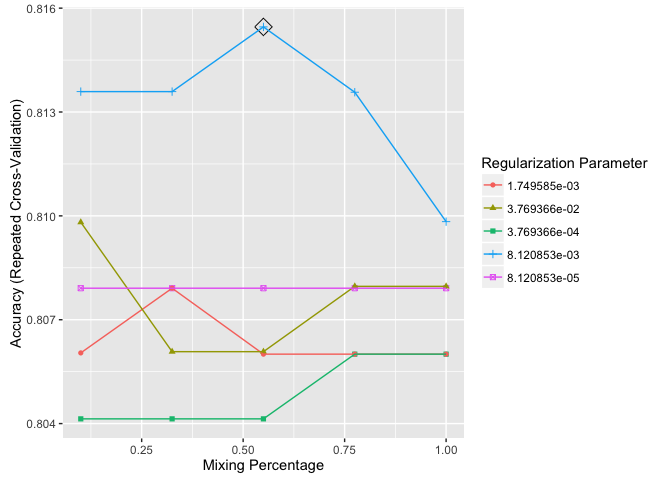 0.816
0.813
0.810
0.807
0.804
Accuracy (Repeated Cross-Validation)
0.25
0.50
0.75
1.00
Mixing Percentage
Regularization Parameter
1.749585e-03
3.769366e-02
3.769366e-04
8.120853e-03
8.120853e-05